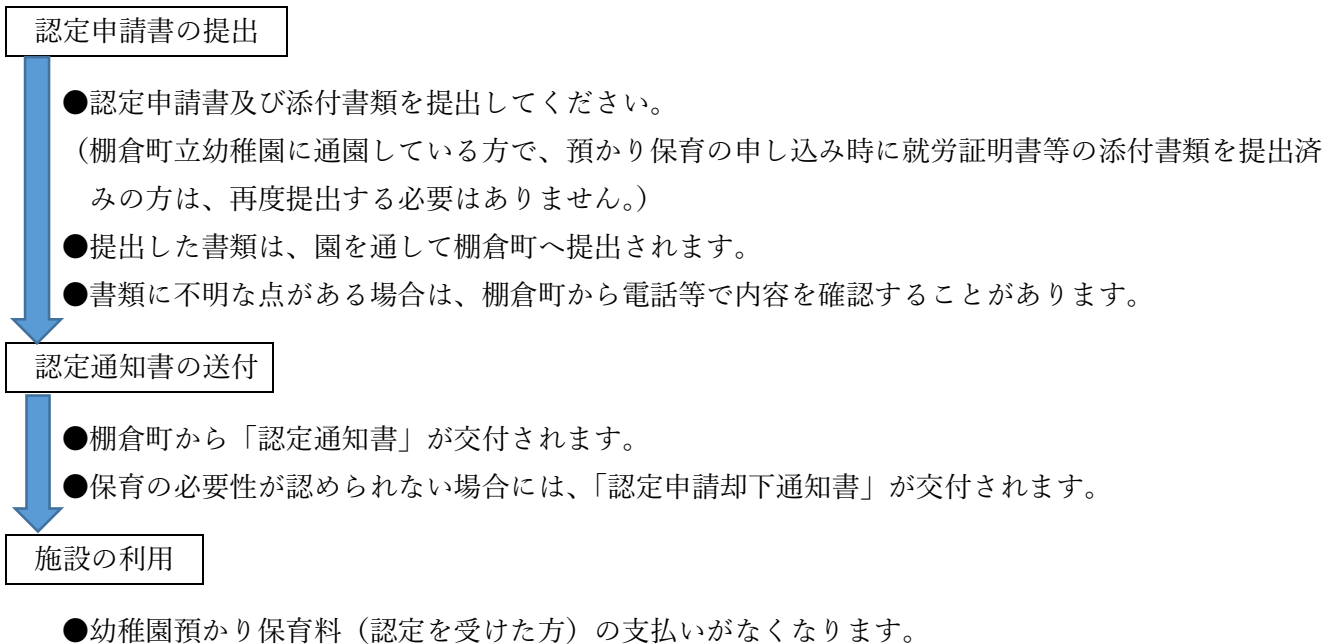 認定申請書の提出
●認定申請書及び添付書類を提出してください。
（棚倉町立幼稚園に通園している方で、預かり保育の申し込み時に就労証明書等の添付書類を提出済
みの方は、再度提出する必要はありません。）
●提出した書類は、園を通して棚倉町へ提出されます。
●書類に不明な点がある場合は、棚倉町から電話等で内容を確認することがあります。
認定通知書の送付
●棚倉町から「認定通知書」が交付されます。
●保育の必要性が認められない場合には、「認定申請却下通知書」が交付されます。
施設の利用
●幼稚園預かり保育料（認定を受けた方）の支払いがなくなります。